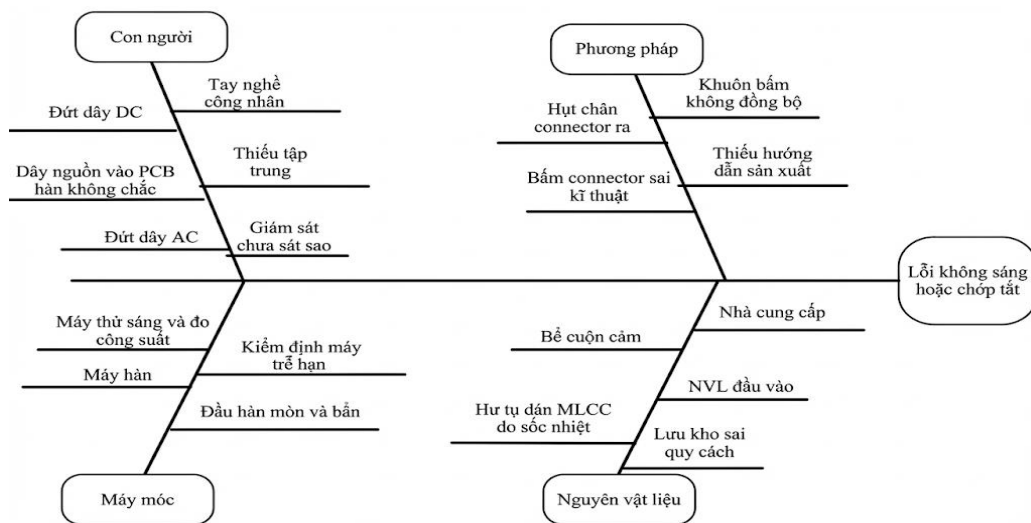 Con người
Tay nghề
công nhân
Đứt dây DC
Thiếu tập
trung
Dây nguồn vào PCB
hàn không chắc
Giám sát
chưa sát sao
Đứt dây AC
Phương pháp
Khuôn bấm
không đồng bộ
Hụt chân
connector ra
Thiếu hướng
dẫn sản xuất
Bấm connector sai
kĩ thuật
Lỗi không sáng
hoặc chớp tắt
Máy thử sáng và đo
công suất
Kiểm định máy
trễ hạn
Máy hàn
Đầu hàn mòn và bẩn
Máy móc
Nhà cung cấp
Bể cuộn cảm
NVL đầu vào
Hư tụ dán MLCC
do sốc nhiệt
Lưu kho sai
quy cách
Nguyên vật liệu